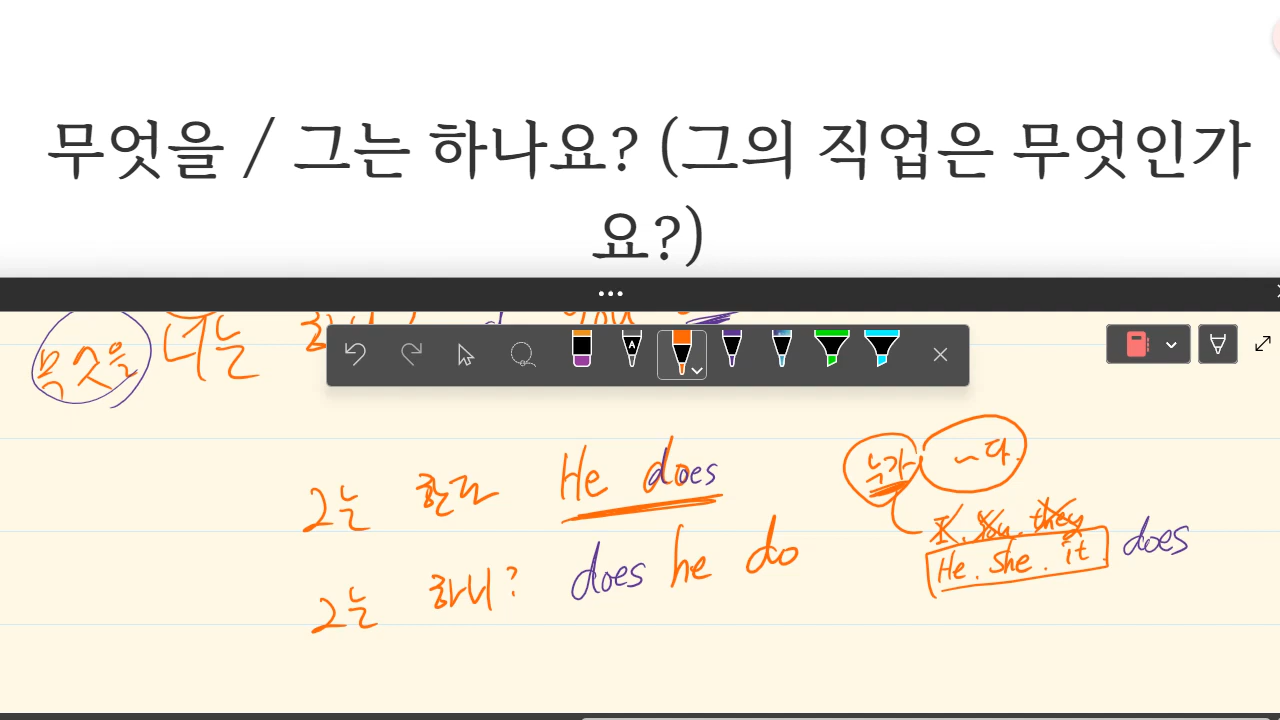 무엇을 / 그는 하나요? (그의 직업은 무엇인가
요?)
무엇을 너는
그는 한다 He does
누가 ~다.
I. You. they
He. She. it. does
그는 하니? does he do